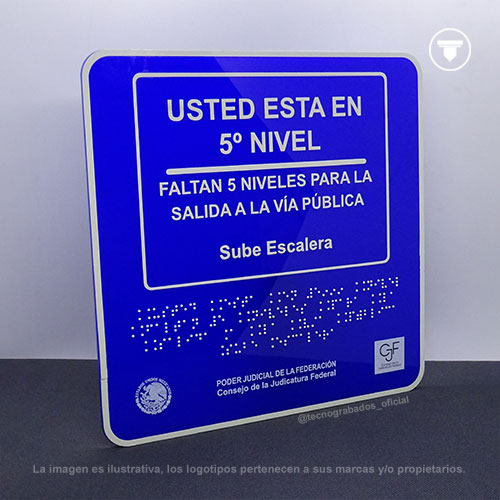 USTED ESTA EN
5º NIVEL
FALTAN 5 NIVELES PARA LA
SALIDA A LA VÍA PÚBLICA
Sube Escalera
PODER JUDICIAL DE LA FEDERACIÓN
Consejo de la Judicatura Federal
CJF
@tecnograbados_oficial
La imagen es ilustrativa, los logotipos pertenecen a sus marcas y/o propietarios.